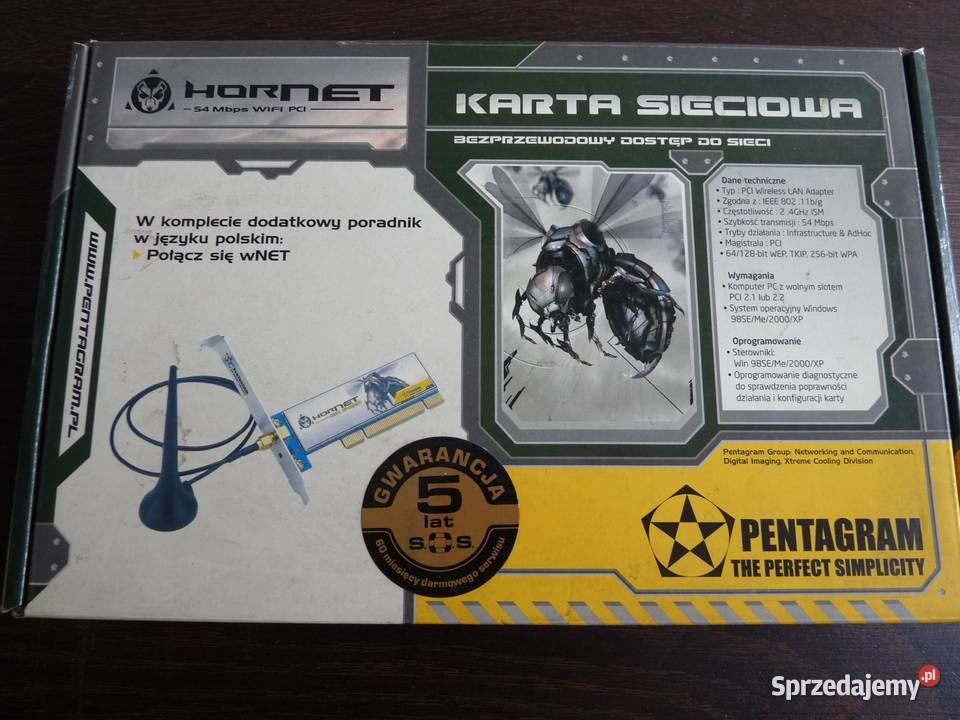 HORNET
54 Mbps WIFI PCI
KARTA SIECIOWA
BEZPRZEWODOWY DOSTĘP DO SIECI
W komplecie dodatkowy poradnik
w języku polskim:
Połącz się wNET
www.PENTAGRAM.PL
Dane techniczne
• Typ : PCI Wireless LAN Adapter
• Zgodna z : IEEE 802 .11b/g
• Częstotliwość : 2 .4GHz ISM
• Szybkość transmisji : 54 Mbps
• Tryby działania : Infrastructure & AdHoc
• Magistrala : PCI
• 64/128-bit WEP, TKIP, 256-bit WPA
Wymagania
• Komputer PC z wolnym slotem
PCI 2.1 lub 2.2
• System operacyjny Windows
98SE/Me/2000/XP
Oprogramowanie
• Sterowniki:
Win 98SE/Me/2000/XP
• Oprogramowanie diagnostyczne
do sprawdzenia poprawności
działania i konfiguracji karty
HORNET
GWARANCJA
5
lat
S.O.S.
60 miesięcy darmowego serwisu
Pentagram Group: Networking and Communication,
Digital Imaging, Xtreme Cooling Division
PENTAGRAM
THE PERFECT SIMPLICITY
Sprzedajemy.pl